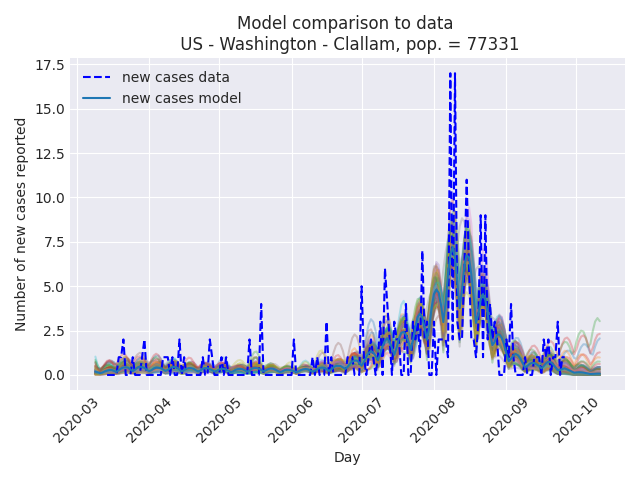 Model comparison to data
US - Washington - Clallam, pop. = 77331
new cases data
new cases model
Number of new cases reported
17.5
15.0
12.5
10.0
7.5
5.0
2.5
0.0
2020-03
2020-04
2020-05
2020-06
2020-07
2020-08
2020-09
2020-10
Day